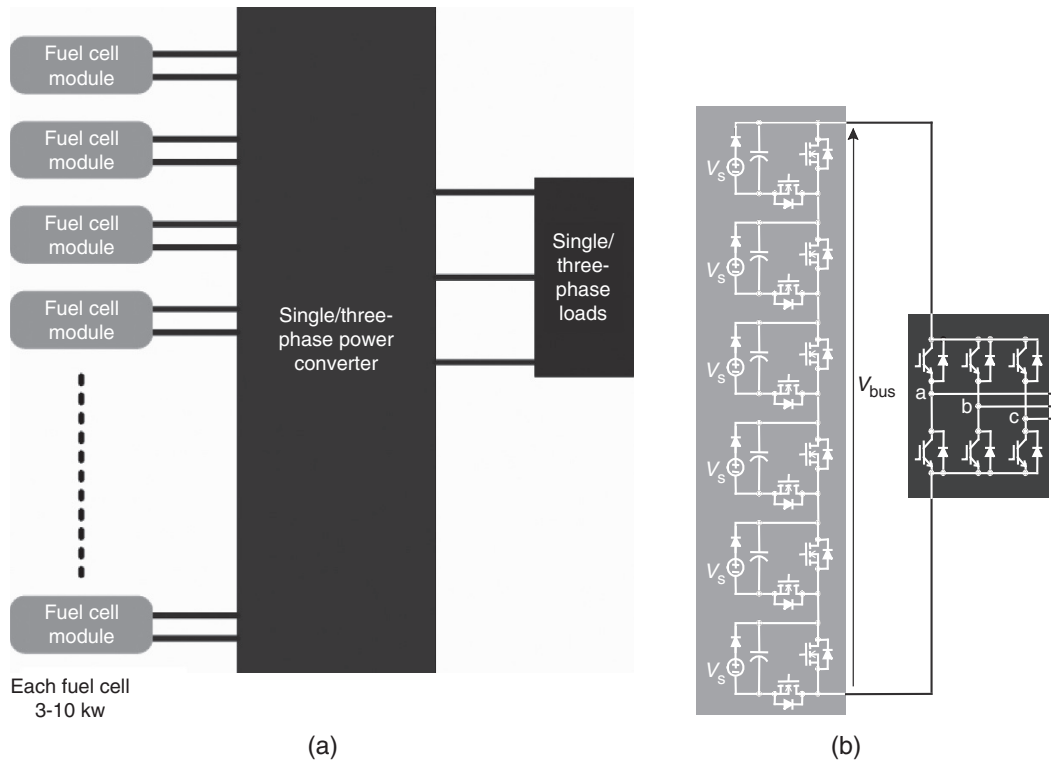 Fuel cell
module
Fuel cell
module
Fuel cell
module
Fuel cell
module
Single/three-
phase power
converter
Single/
three-
phase
loads
Fuel cell
module
Each fuel cell
3-10 kw
(a)
Vs
Vs
Vs
Vs
Vs
Vs
Vbus
a
b
c
(b)